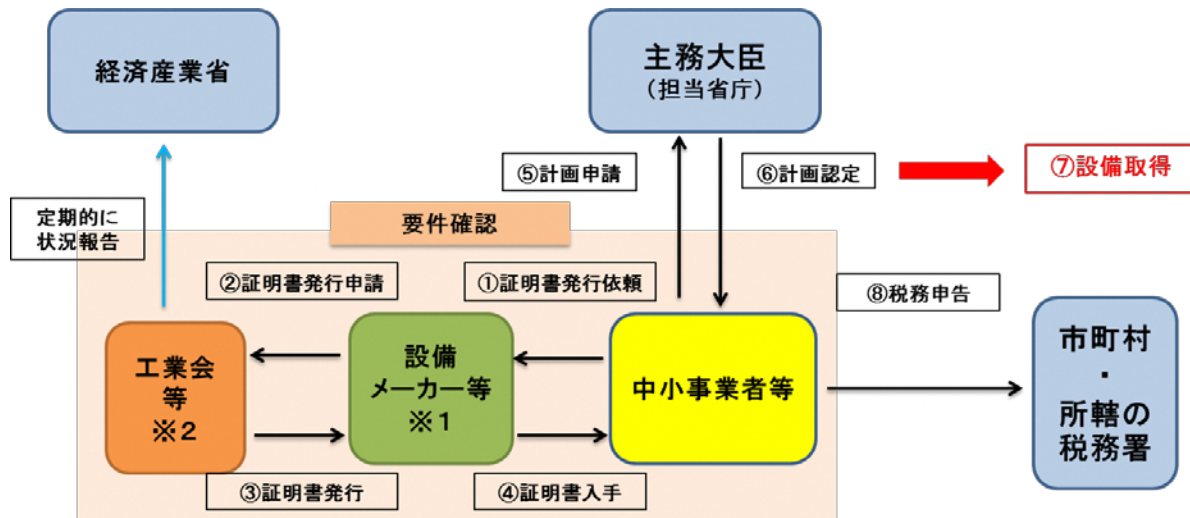 経済産業省
主務大臣
(担当省庁)
⑤計画申請
⑥計画認定
⑦設備取得
定期的に
状況報告
要件確認
②証明書発行申請
①証明書発行依頼
⑧税務申告
工業会
等
※2
設備
メーカー等
※1
中小事業者等
市町村
・
所轄の
税務署
③証明書発行
④証明書入手